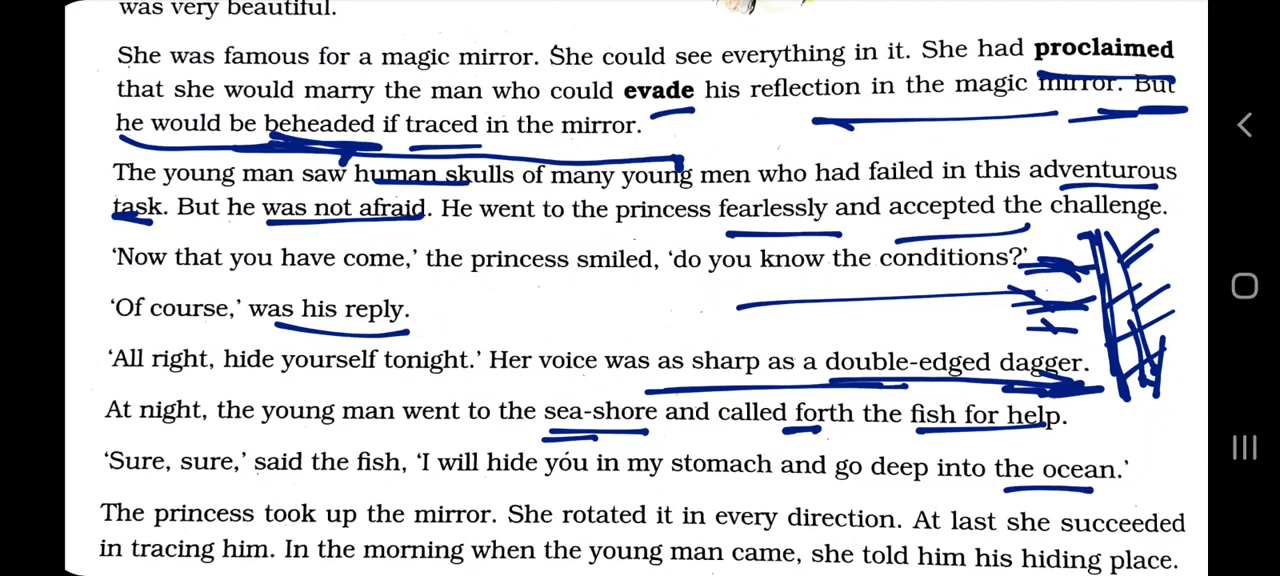 was very beautiful.
She was famous for a magic mirror. She could see everything in it. She had proclaimed
that she would marry the man who could evade his reflection in the magic mirror. But
he would be beheaded if traced in the mirror.
The young man saw human skulls of many young men who had failed in this adventurous
task. But he was not afraid. He went to the princess fearlessly and accepted the challenge.
‘Now that you have come,’ the princess smiled, ‘do you know the conditions?’
‘Of course,’ was his reply.
‘All right, hide yourself tonight.’ Her voice was as sharp as a double-edged dagger.
At night, the young man went to the sea-shore and called forth the fish for help.
‘Sure, sure,’ said the fish, ‘I will hide you in my stomach and go deep into the ocean.’
The princess took up the mirror. She rotated it in every direction. At last she succeeded
in tracing him. In the morning when the young man came, she told him his hiding place.